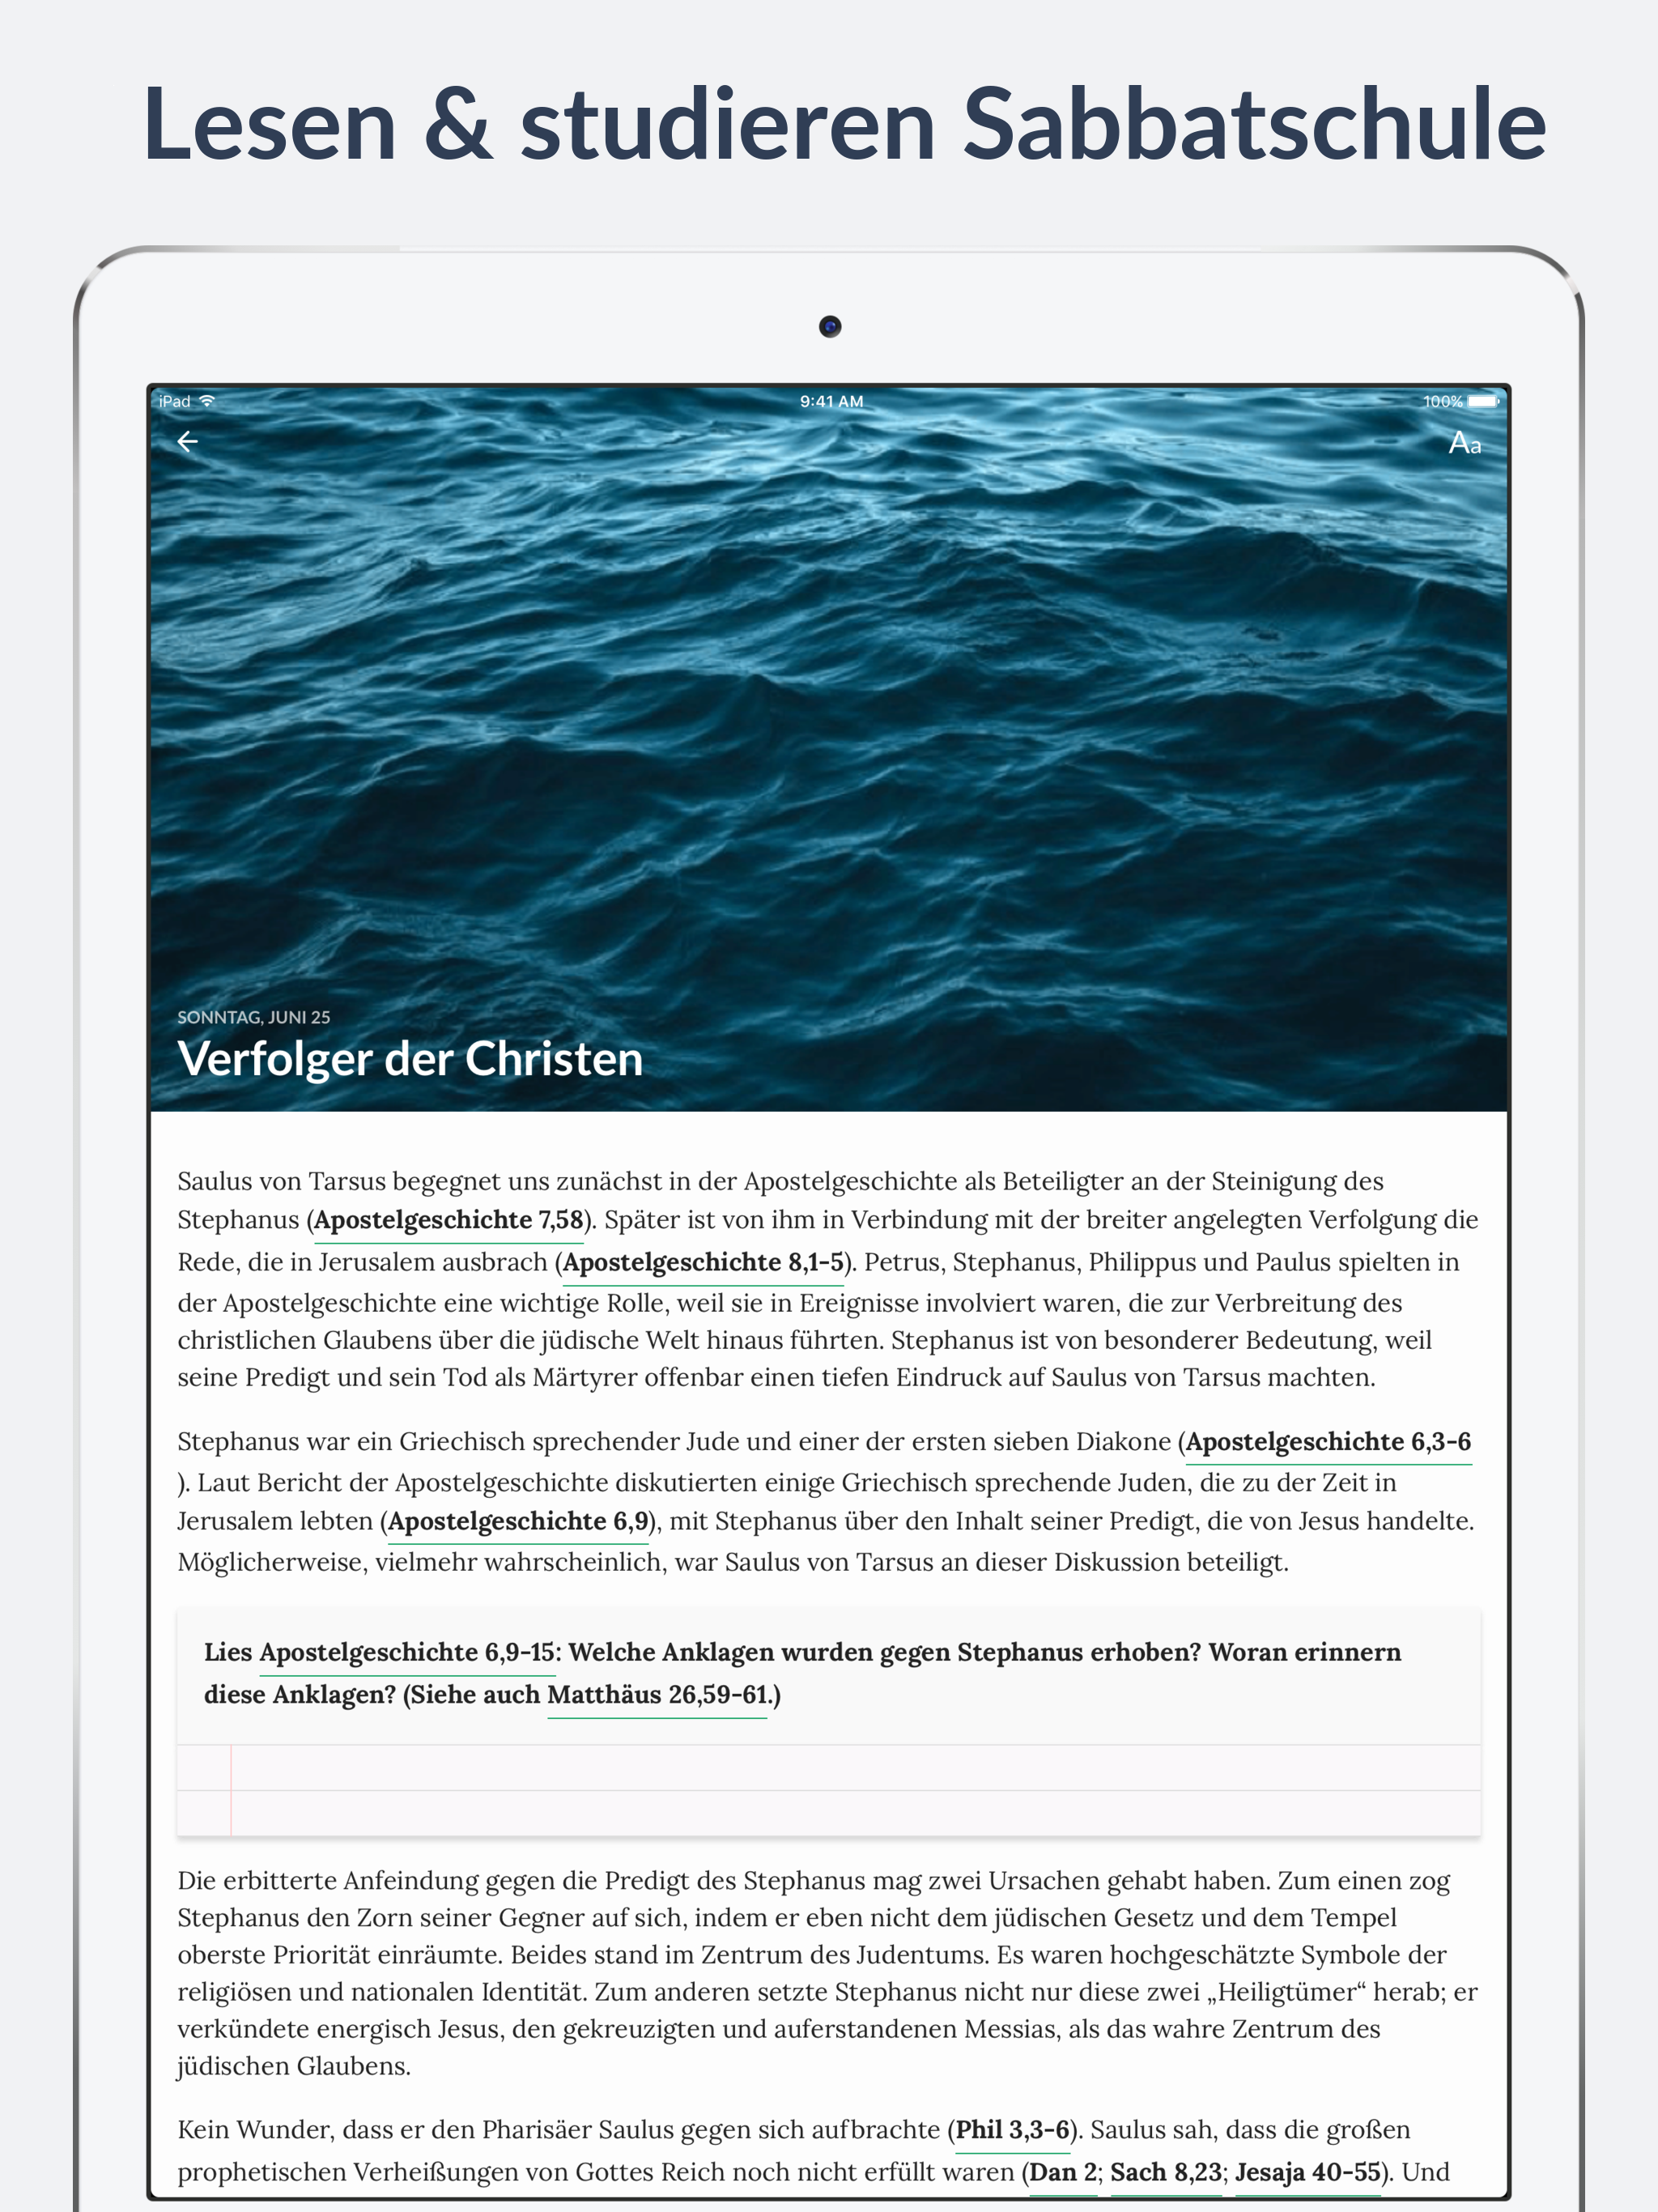 Lesen & studieren Sabbatschule
iPad
9:41 AM
100%
Aa
SONNTAG, JUNI 25
Verfolger der Christen
Saulus von Tarsus begegnet uns zunächst in der Apostelgeschichte als Beteiligter an der Steinigung des
Stephanus (Apostelgeschichte 7,58). Später ist von ihm in Verbindung mit der breiter angelegten Verfolgung die
Rede, die in Jerusalem ausbrach (Apostelgeschichte 8,1-5). Petrus, Stephanus, Philippus und Paulus spielten in
der Apostelgeschichte eine wichtige Rolle, weil sie in Ereignisse involviert waren, die zur Verbreitung des
christlichen Glaubens über die jüdische Welt hinaus führten. Stephanus ist von besonderer Bedeutung, weil
seine Predigt und sein Tod als Märtyrer offenbar einen tiefen Eindruck auf Saulus von Tarsus machten.
Stephanus war ein Griechisch sprechender Jude und einer der ersten sieben Diakone (Apostelgeschichte 6,3-6
). Laut Bericht der Apostelgeschichte diskutierten einige Griechisch sprechende Juden, die zu der Zeit in
Jerusalem lebten (Apostelgeschichte 6,9), mit Stephanus über den Inhalt seiner Predigt, die von Jesus handelte.
Möglicherweise, vielmehr wahrscheinlich, war Saulus von Tarsus an dieser Diskussion beteiligt.
Lies Apostelgeschichte 6,9-15: Welche Anklagen wurden gegen Stephanus erhoben? Woran erinnern
diese Anklagen? (Siehe auch Matthäus 26,59-61.)
Die erbitterte Anfeindung gegen die Predigt des Stephanus mag zwei Ursachen gehabt haben. Zum einen zog
Stephanus den Zorn seiner Gegner auf sich, indem er eben nicht dem jüdischen Gesetz und dem Tempel
oberste Priorität einräumte. Beides stand im Zentrum des Judentums. Es waren hochgeschätzte Symbole der
religiösen und nationalen Identität. Zum anderen setzte Stephanus nicht nur diese zwei „Heiligtümer“ herab; er
verkündete energisch Jesus, den gekreuzigten und auferstandenen Messias, als das wahre Zentrum des
jüdischen Glaubens.
Kein Wunder, dass er den Pharisäer Saulus gegen sich aufbrachte (Phil 3,3-6). Saulus sah, dass die großen
prophetischen Verheißungen von Gottes Reich noch nicht erfüllt waren (Dan 2; Sach 8,23; Jesaja 40-55). Und